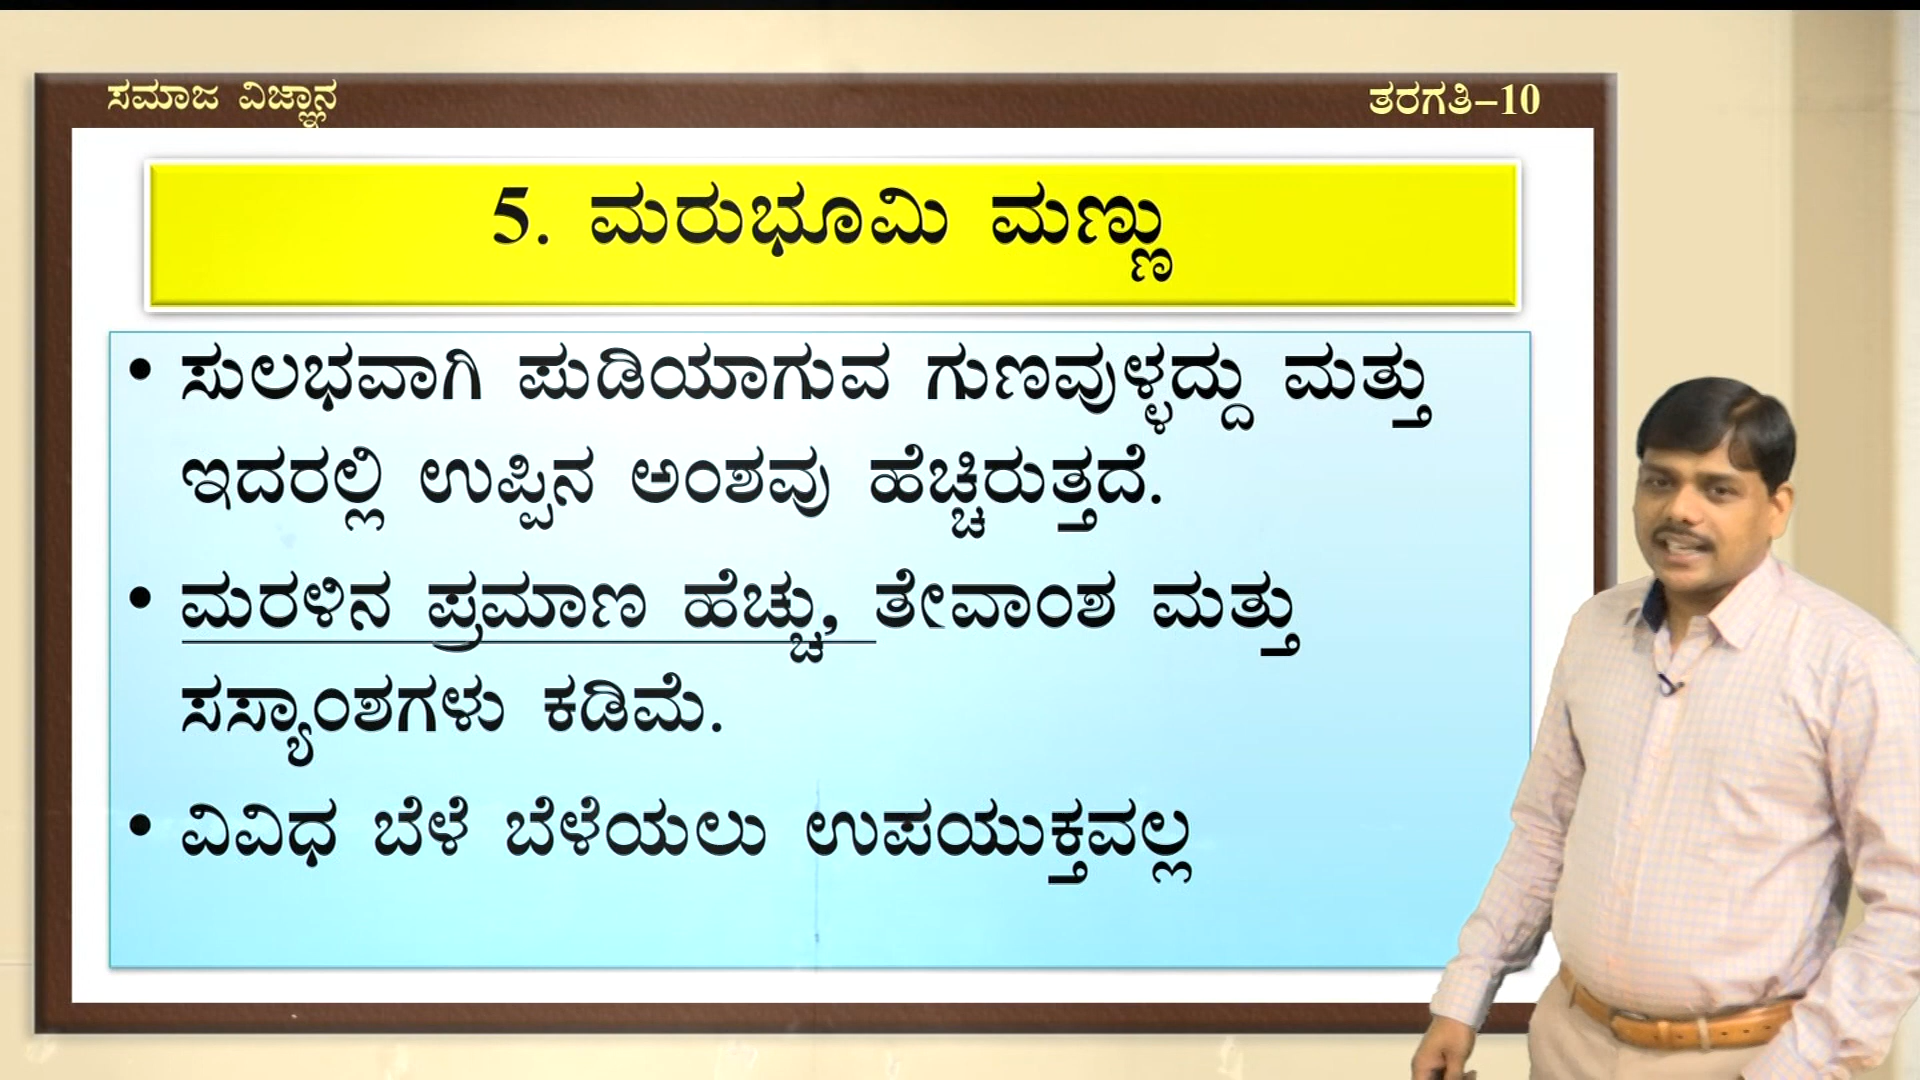 ಸಮಾಜ ವಿಜ್ಞಾನ
ತರಗತಿ–10
5. ಮರುಭೂಮಿ ಮಣ್ಣು
• ಸುಲಭವಾಗಿ ಪುಡಿಯಾಗುವ ಗುಣವುಳ್ಳದ್ದು ಮತ್ತು
ಇದರಲ್ಲಿ ಉಪ್ಪಿನ ಅಂಶವು ಹೆಚ್ಚಿರುತ್ತದೆ.
• ಮರಳಿನ ಪ್ರಮಾಣ ಹೆಚ್ಚು, ತೇವಾಂಶ ಮತ್ತು
ಸಸ್ಯಾಂಶಗಳು ಕಡಿಮೆ.
• ವಿವಿಧ ಬೆಳೆ ಬೆಳೆಯಲು ಉಪಯುಕ್ತವಲ್ಲ